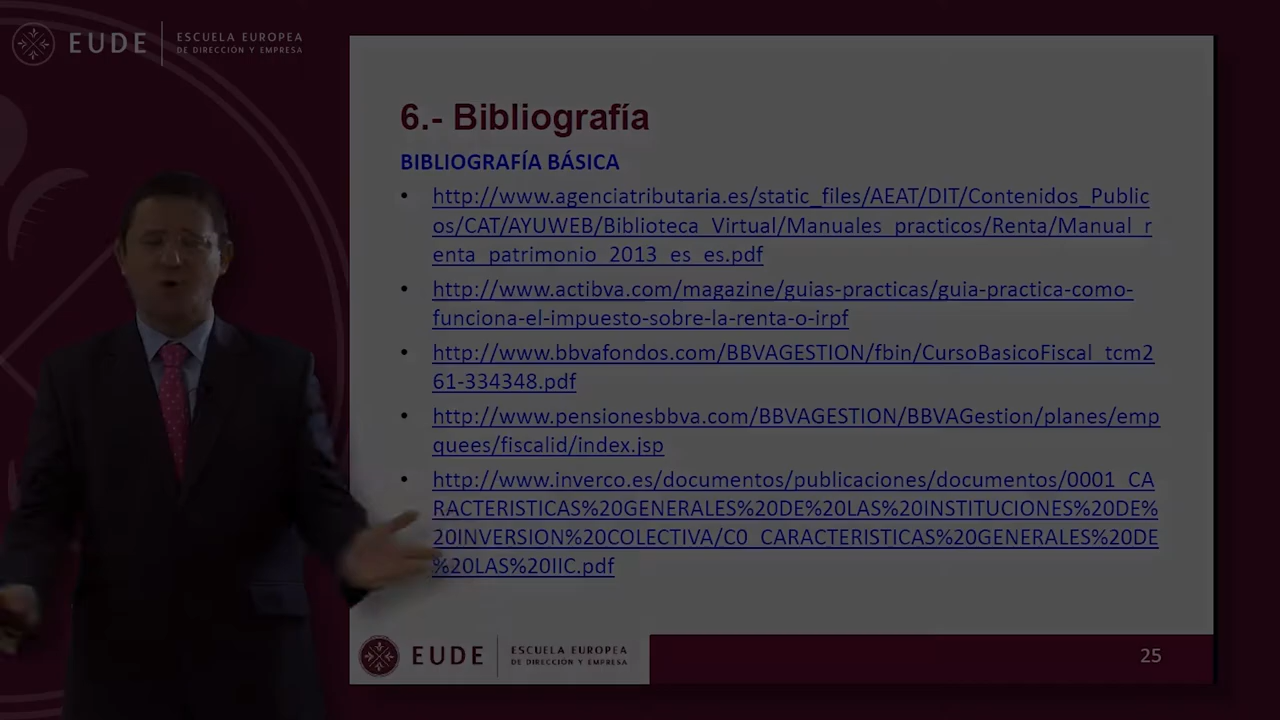 EUDE
ESCUELA EUROPEA
DE DIRECCIÓN Y EMPRESA
6.- Bibliografía
BIBLIOGRAFÍA BÁSICA
• http://www.agenciatributaria.es/static_files/AEAT/DIT/Contenidos_Public
os/CAT/AYUWEB/Biblioteca_Virtual/Manuales_practicos/Renta/Manual_r
enta_patrimonio_2013_es_es.pdf
• http://www.actibva.com/magazine/guias-practicas/guia-practica-como-
funciona-el-impuesto-sobre-la-renta-o-irpf
• http://www.bbvafondos.com/BBVAGESTION/fbin/CursoBasicoFiscal_tcm2
61-334348.pdf
• http://www.pensionesbbva.com/BBVAGESTION/BBVAGestion/planes/emp
quees/fiscalid/index.jsp
• http://www.inverco.es/documentos/publicaciones/documentos/0001_CA
RACTERISTICAS%20GENERALES%20DE%20LAS%20INSTITUCIONES%20DE%
20INVERSION%20COLECTIVA/C0_CARACTERISTICAS%20GENERALES%20DE
%20LAS%20IIC.pdf
EUDE
ESCUELA EUROPEA
DE DIRECCIÓN Y EMPRESA
25